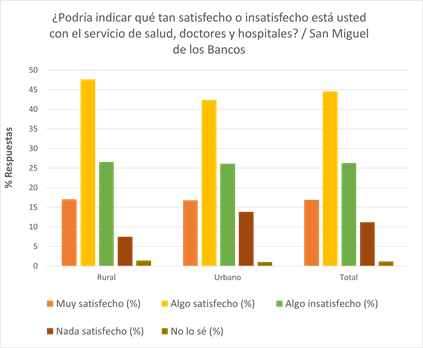 ¿Podría indicar qué tan satisfecho o insatisfecho está usted
con el servicio de salud, doctores y hospitales? / San Miguel
de los Bancos
50
45
40
35
30
25
20
15
10
5
0
% Respuestas
Rural Urbano Total
Muy satisfecho (%) Algo satisfecho (%) Algo insatisfecho (%)
Nada satisfecho (%) No lo sé (%)